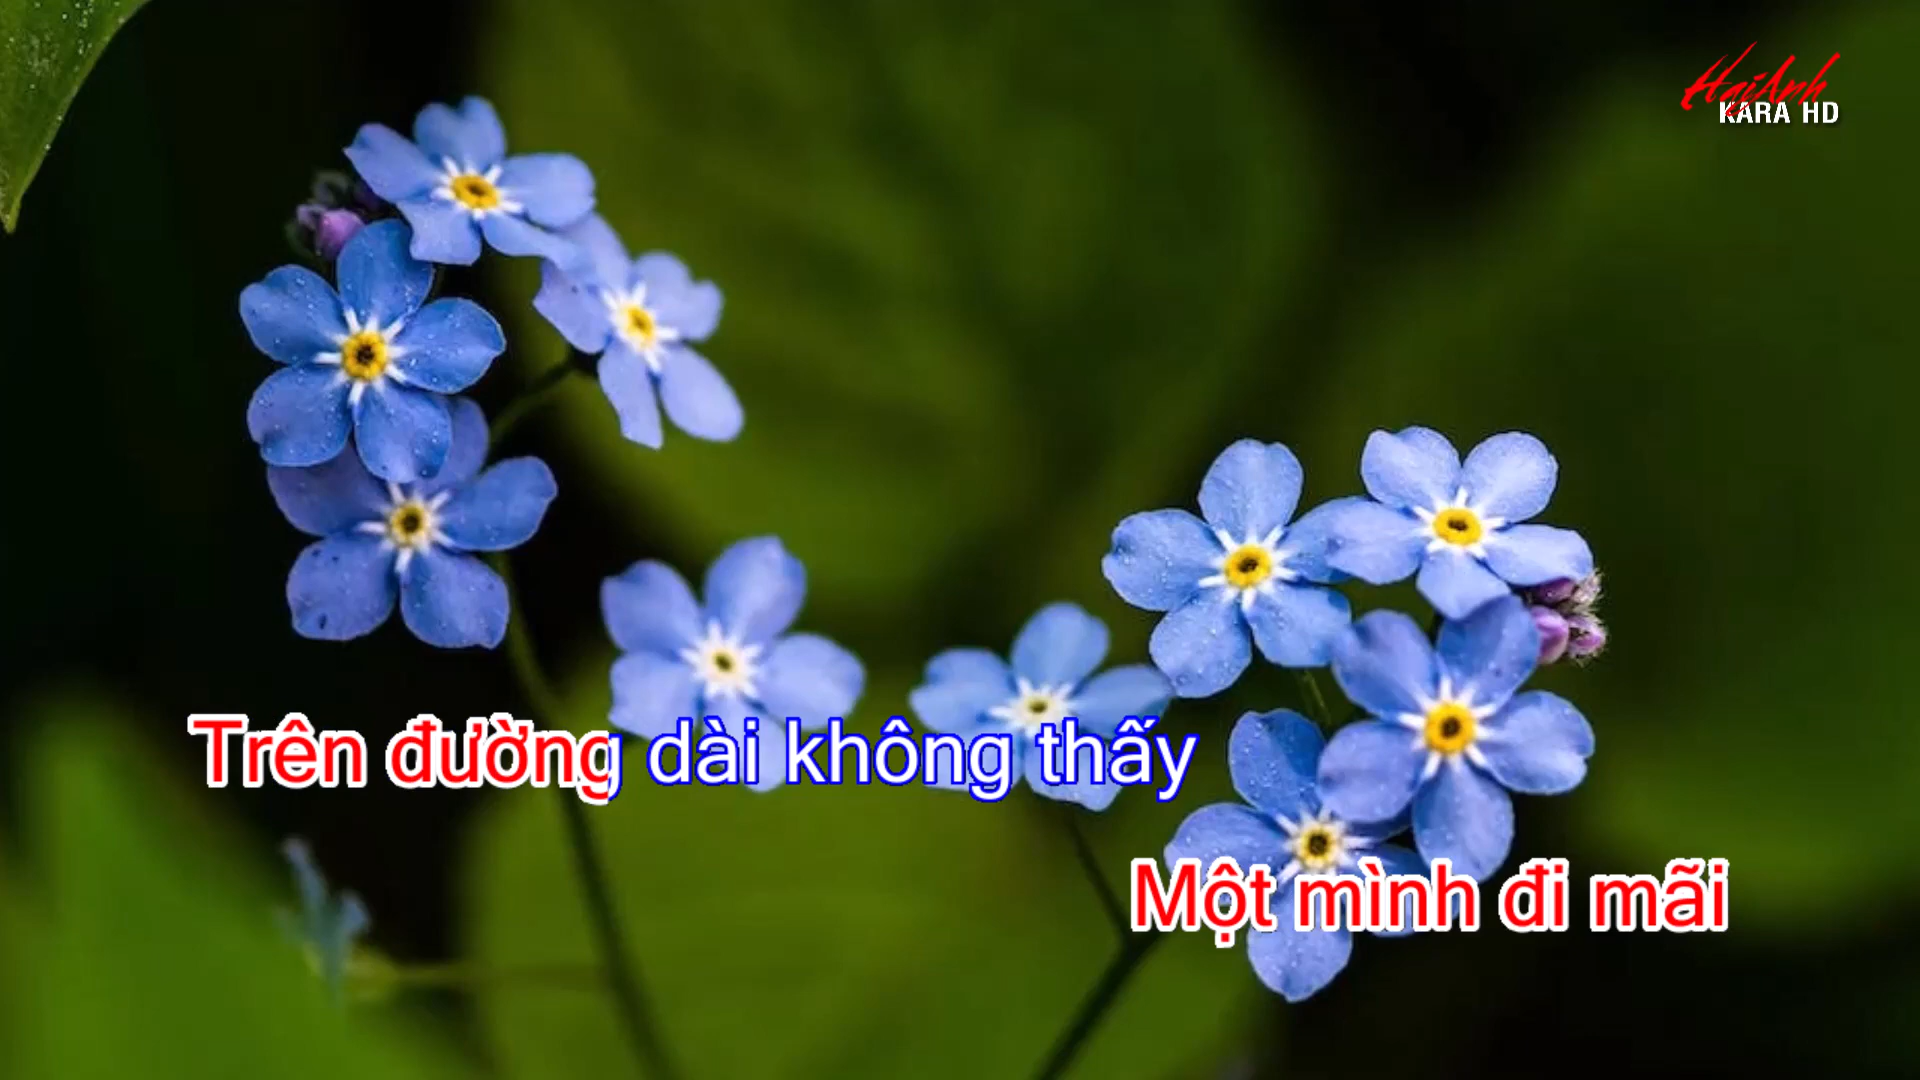 HaiAnh
KARA HD
Trên đường dài không thấy
Một mình đi mãi